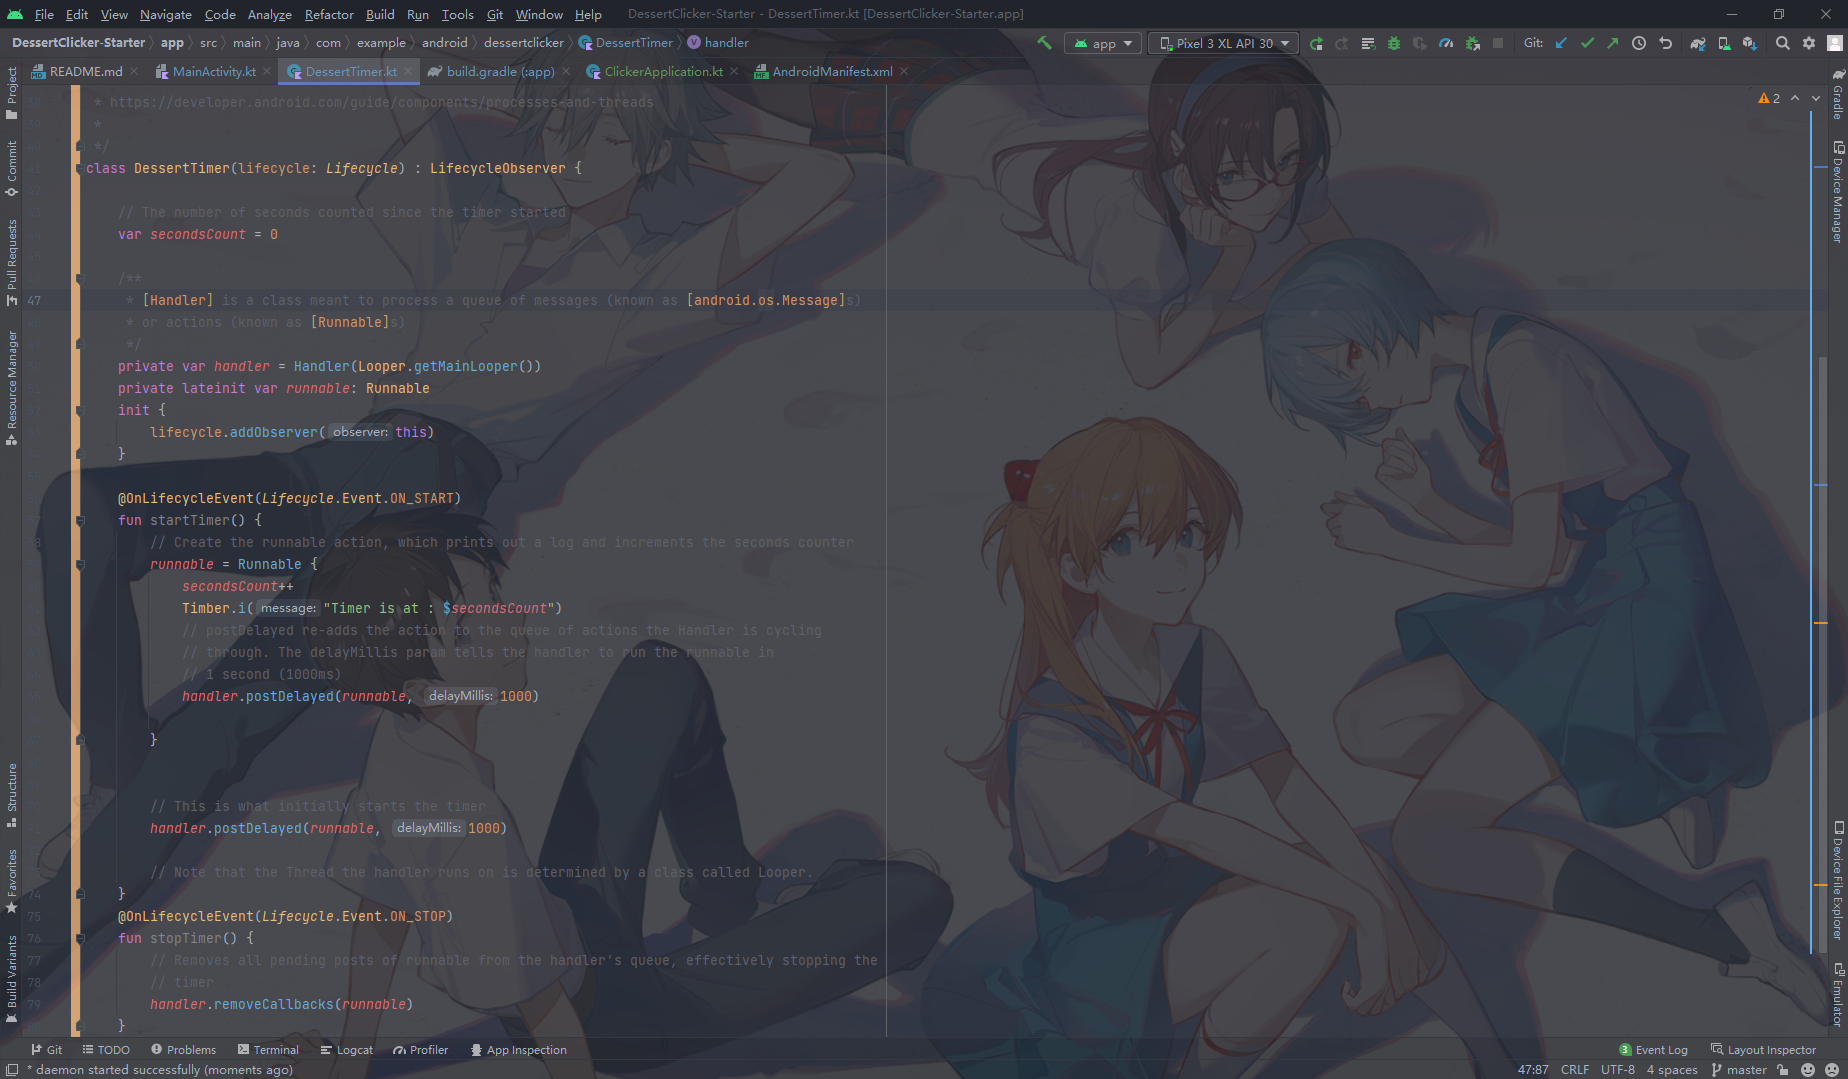 File Edit View Navigate Code Analyze Refactor Build Run Tools Git Window Help DessertClicker-Starter - DessertTimer.kt [DessertClicker-Starter.app]
DessertClicker-Starter app src main java com example android dessertclicker DessertTimer handler app Pixel 3 XL API 30 Git:
README.md MainActivity.kt DessertTimer.kt build.gradle (:app) ClickerApplication.kt AndroidManifest.xml
* https://developer.android.com/guide/components/processes-and-threads
*
*/
class DessertTimer(lifecycle: Lifecycle) : LifecycleObserver {
// The number of seconds counted since the timer started
var secondsCount = 0
/**
47 * [Handler] is a class meant to process a queue of messages (known as [android.os.Message]s)
* or actions (known as [Runnable]s)
*/
private var handler = Handler(Looper.getMainLooper())
private lateinit var runnable: Runnable
init {
lifecycle.addObserver( observer: this)
}
@OnLifecycleEvent(Lifecycle.Event.ON_START)
fun startTimer() {
// Create the runnable action, which prints out a log and increments the seconds counter
runnable = Runnable {
secondsCount++
Timber.i( message: "Timer is at : $secondsCount")
// postDelayed re-adds the action to the queue of actions the Handler is cycling
// through. The delayMillis param tells the handler to run the runnable in
// 1 second (1000ms)
handler.postDelayed(runnable, delayMillis: 1000)
}
// This is what initially starts the timer
handler.postDelayed(runnable, delayMillis: 1000)
// Note that the Thread the handler runs on is determined by a class called Looper.
74 }
75 @OnLifecycleEvent(Lifecycle.Event.ON_STOP)
76 fun stopTimer() {
77 // Removes all pending posts of runnable from the handler's queue, effectively stopping the
78 // timer
79 handler.removeCallbacks(runnable)
}
2
Project
Commit
Pull Requests
Resource Manager
Structure
Favorites
Build Variants
Gradle
Device Manager
Device File Explorer
Emulator
Git TODO Problems Terminal Logcat Profiler App Inspection 3 Event Log Layout Inspector
* daemon started successfully (moments ago) 47:87 CRLF UTF-8 4 spaces master